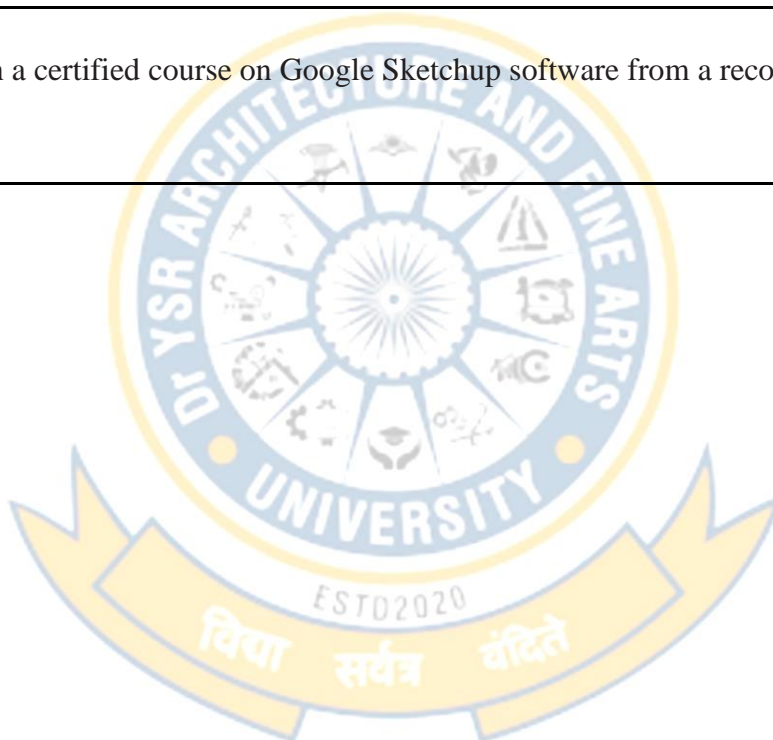 a certified course on Google Sketchup software from a reco
Dr YSR ARCHITECTURE AND FINE ARTS
UNIVERSITY
ESTD2020
विद्या सर्वत्र वंदिते